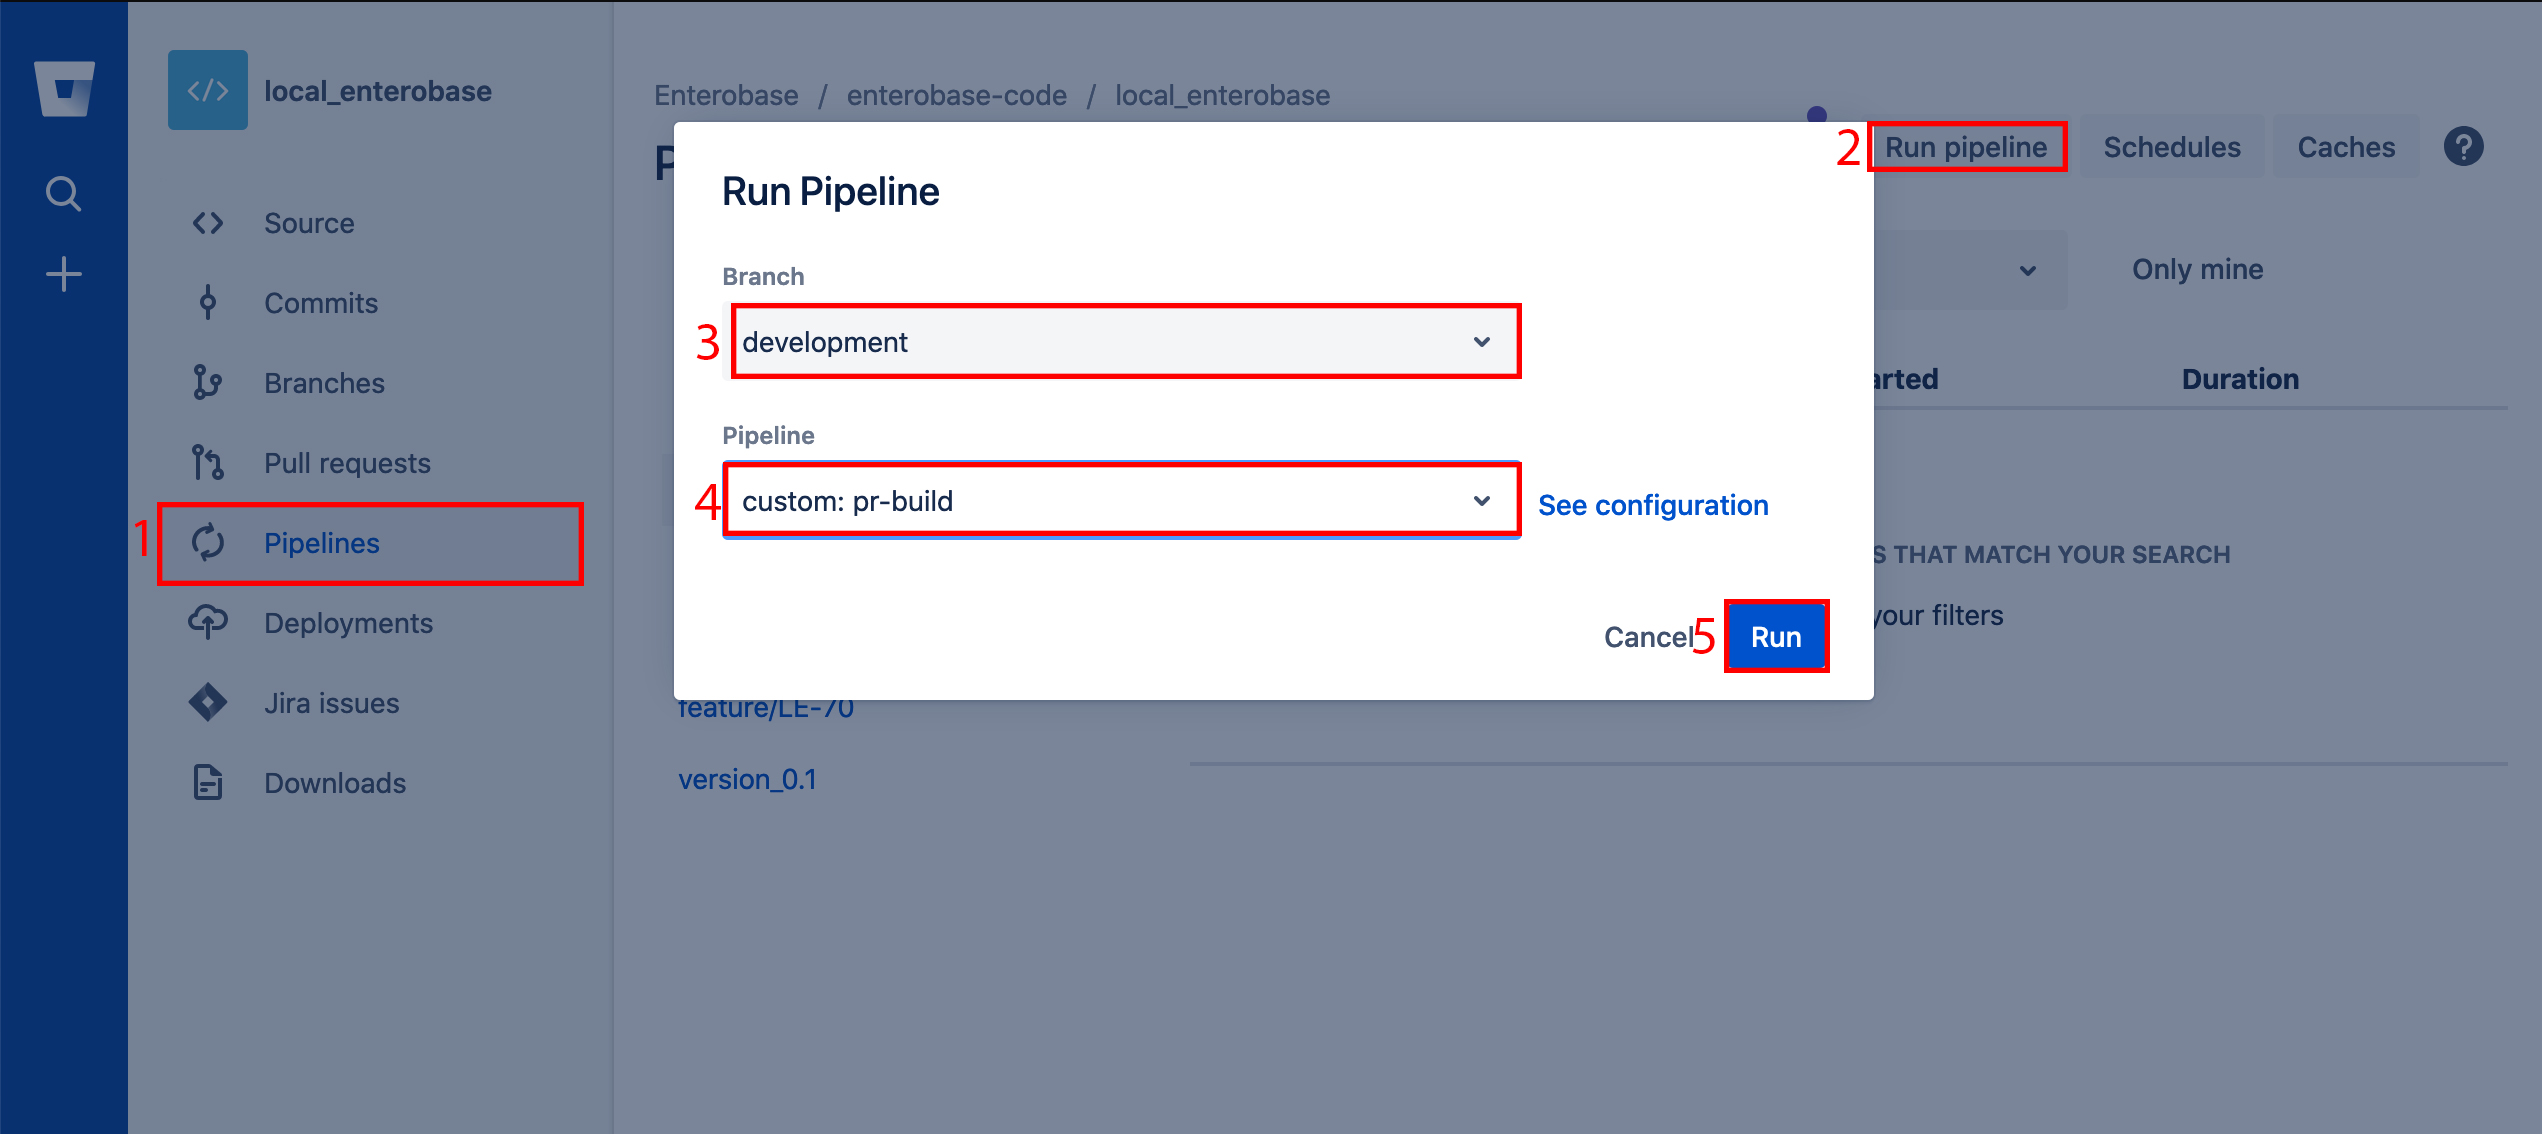 </> local_enterobase
Source
Commits
Branches
Pull requests
1 Pipelines
Deployments
Jira issues
Downloads
Enterobase / enterobase-code / local_enterobase
P
2 Run pipeline Schedules Caches ?
Only mine
arted Duration
S THAT MATCH YOUR SEARCH
your filters
Run Pipeline
Branch
3 development
Pipeline
4 custom: pr-build See configuration
Cancel 5 Run
feature/LE-70
version_0.1